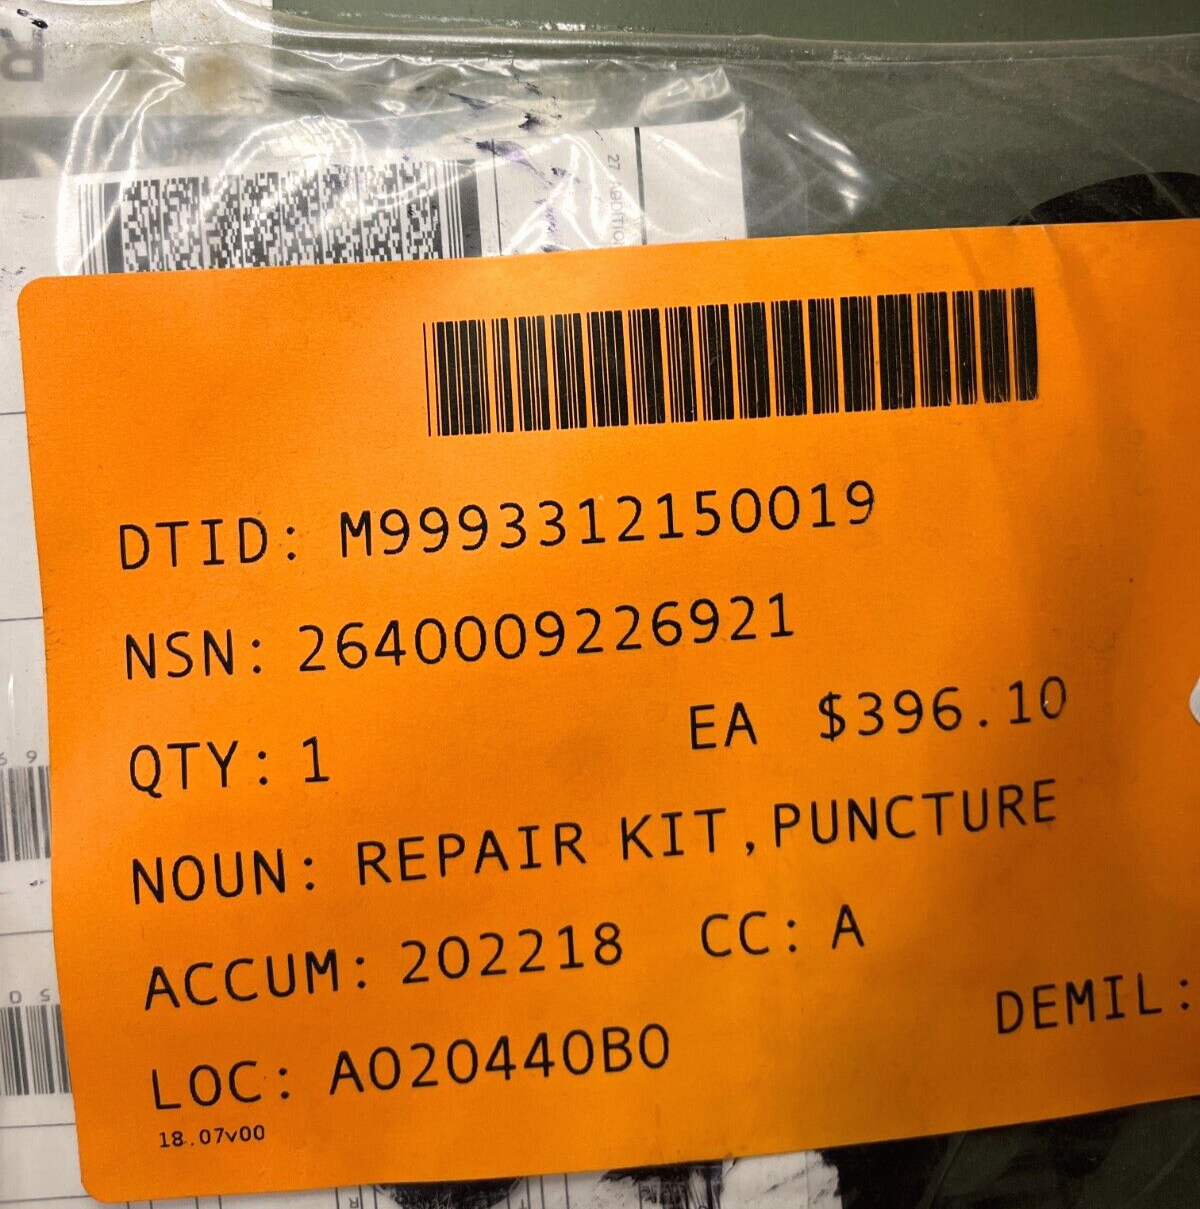 R
DTID: M9993312150019
NSN: 2640009226921
QTY: 1 EA $396.10
NOUN: REPAIR KIT,PUNCTURE
ACCUM: 202218 CC: A
DEMIL:
LOC: A020440B0
18.07v00